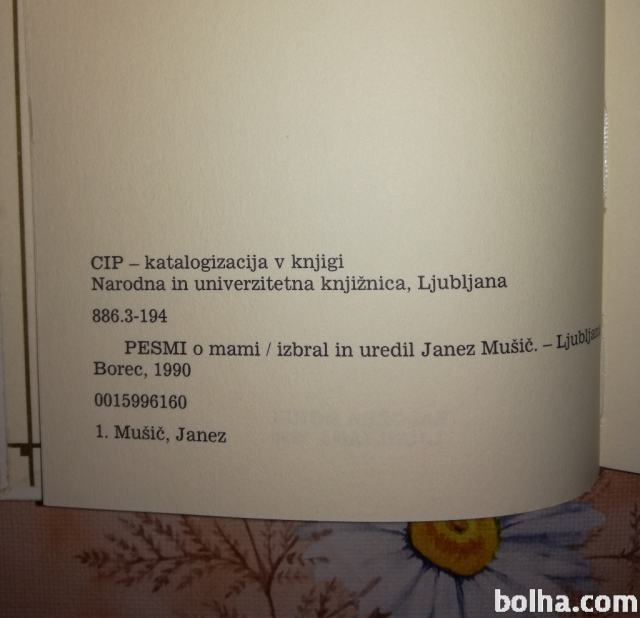 CIP – katalogizacija v knjigi
Narodna in univerzitetna knjižnica, Ljubljana
886.3-194
PESMI o mami / izbral in uredil Janez Mušič. – Ljubljana
Borec, 1990
0015996160
1. Mušič, Janez
bolha.com